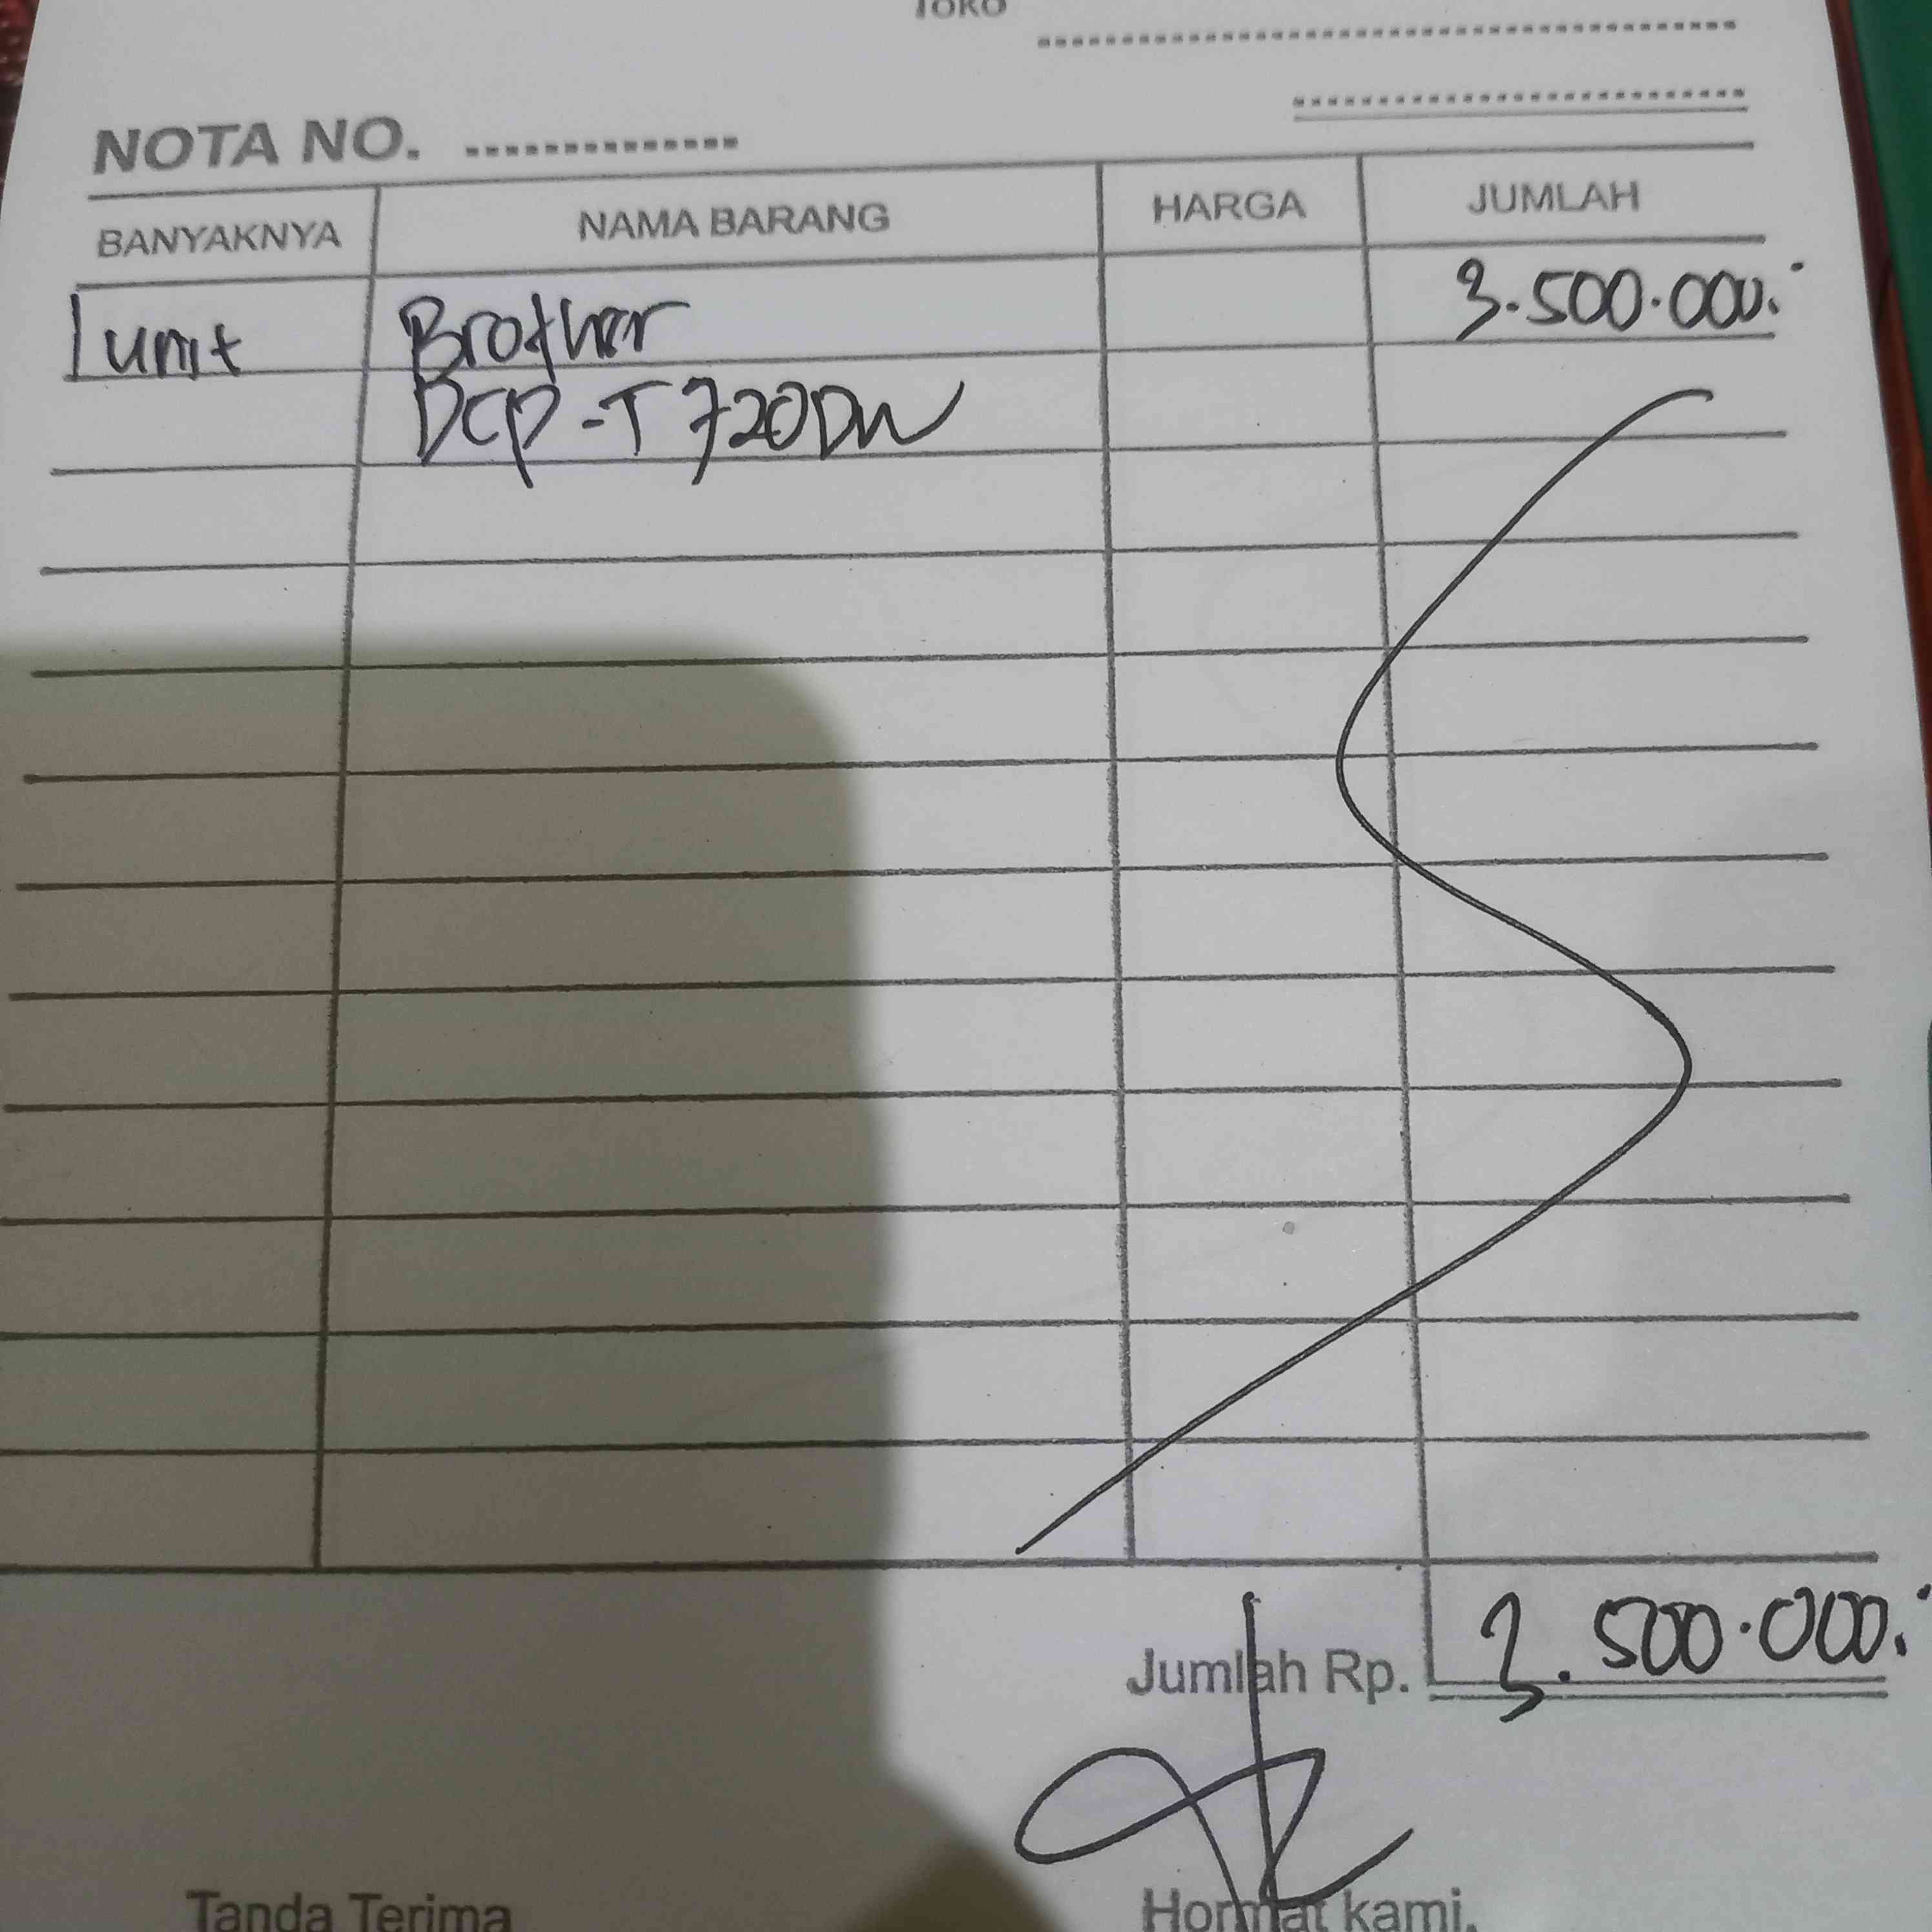 TOKO
NOTA NO.
BANYAKNYA NAMA BARANG HARGA JUMLAH
1 unit Brother 3.500.000.-
DCP-T720DW
Jumlah Rp. 3.500.000.-
Tanda Terima Hormat kami,